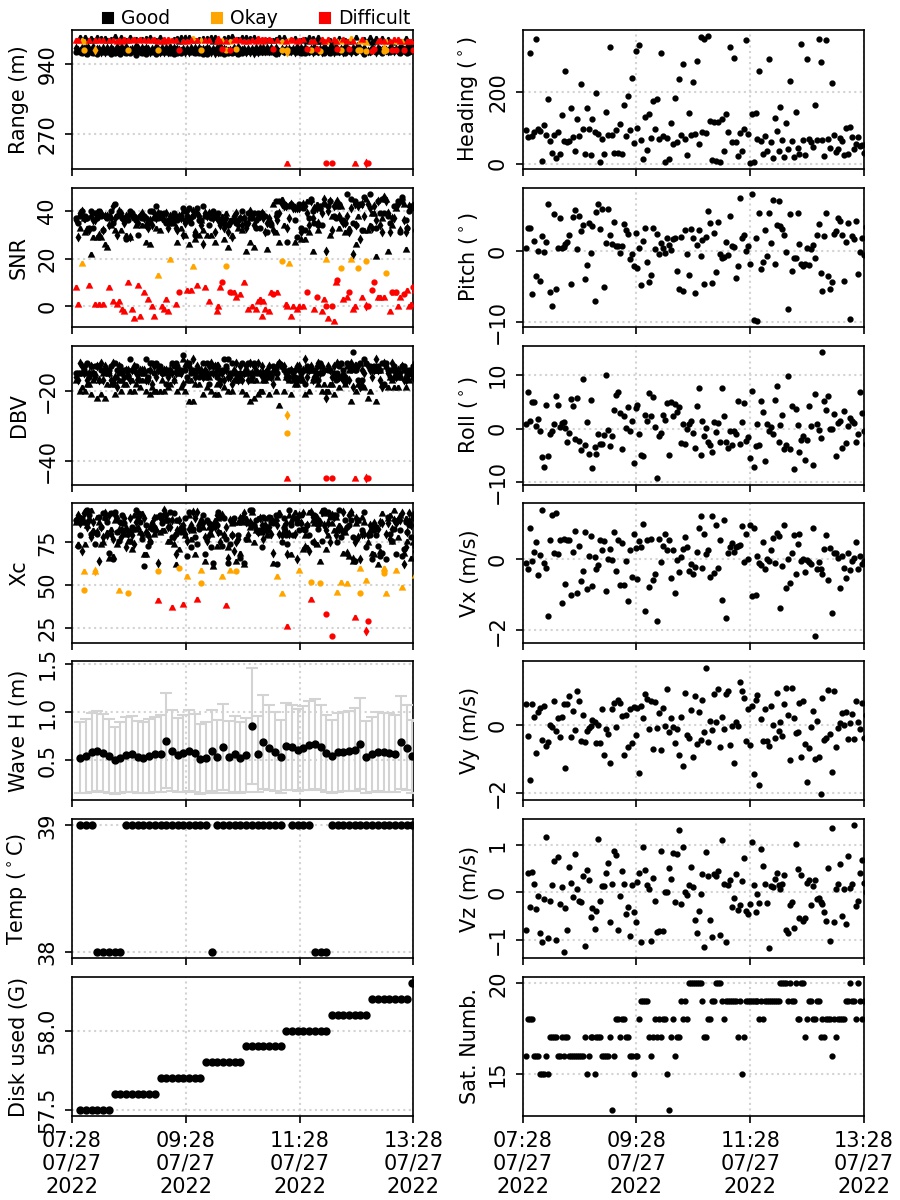 Good Okay Difficult
Range (m)
940
270
Heading (°)
200
0
SNR
40
20
0
Pitch (°)
0
−10
DBV
−20
−40
Roll (°)
10
0
−10
Xc
75
50
25
Vx (m/s)
0
−2
Wave H (m)
1.5
1.0
0.5
Vy (m/s)
0
−2
Temp (°C)
39
38
Vz (m/s)
1
0
−1
Disk used (G)
58.0
57.5
Sat. Numb.
20
15
07:28 09:28 11:28 13:28
07/27 07/27 07/27 07/27
2022 2022 2022 2022
07:28 09:28 11:28 13:28
07/27 07/27 07/27 07/27
2022 2022 2022 2022